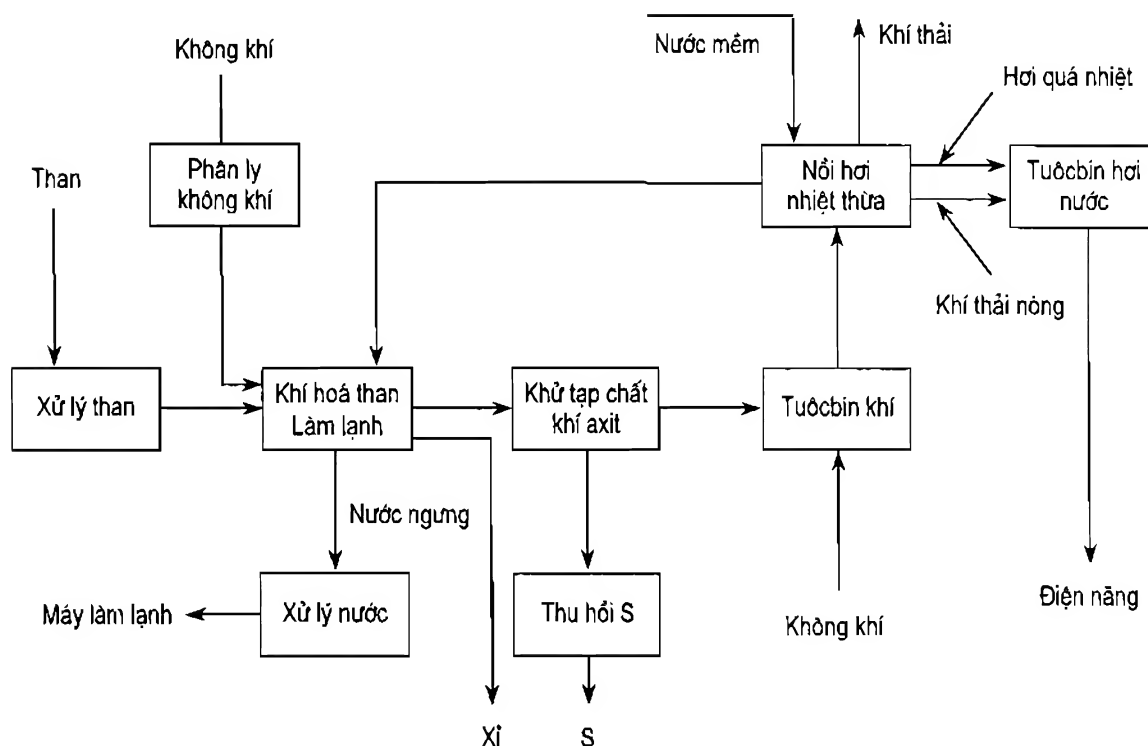 Không khí
Nước mềm
Khí thải
Hơi quá nhiệt
Than
Phân ly
không khí
Nồi hơi
nhiệt thừa
Tuôcbin hơi
nước
Khí thải nóng
Xử lý than
Khí hoá than
Làm lạnh
Khử tạp chất
khí axit
Tuôcbin khí
Nước ngưng
Máy làm lạnh
Xử lý nước
Thu hồi S
Không khí
Điện năng
Xỉ
S